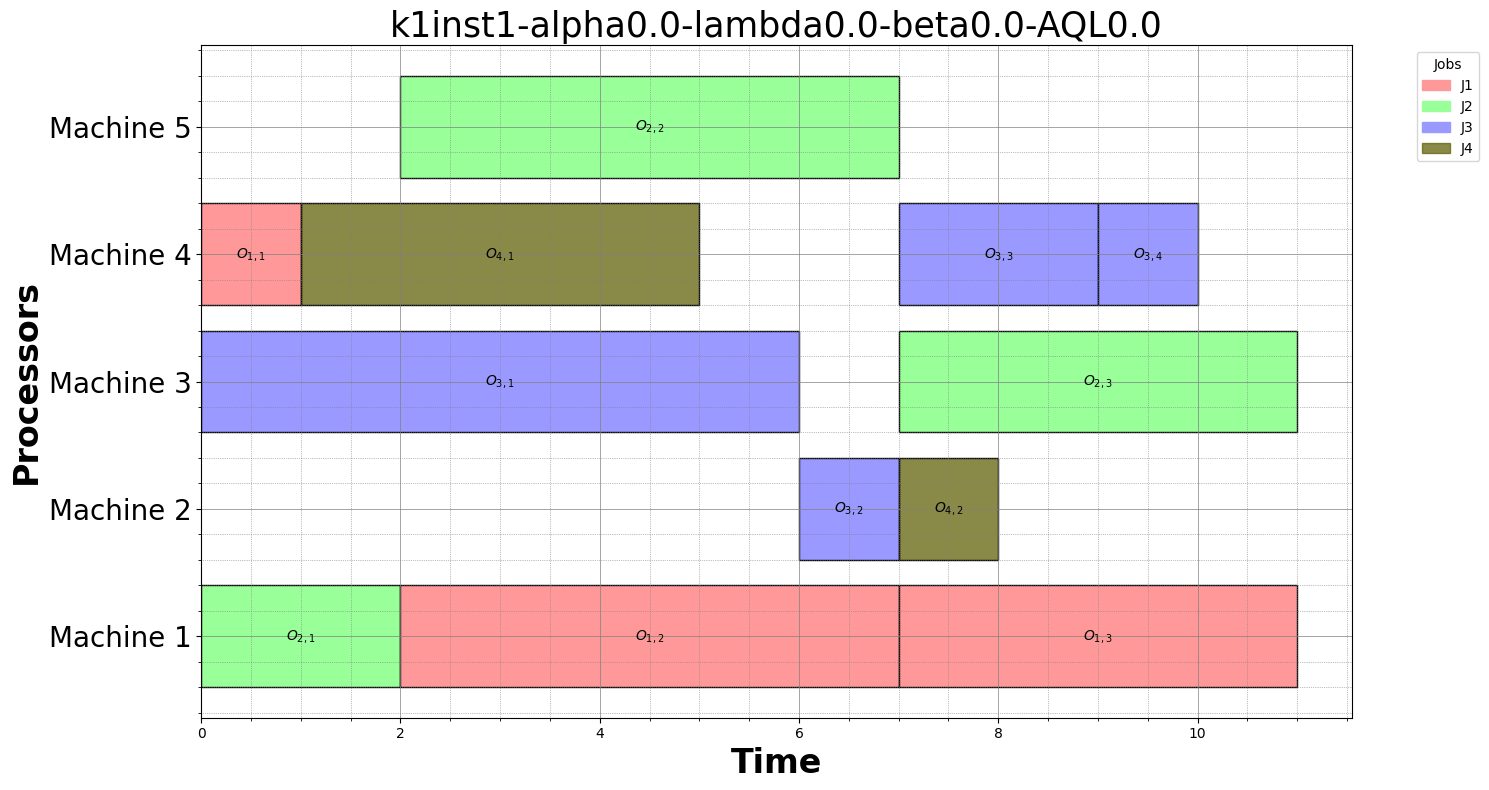 k1inst1-alpha0.0-lambda0.0-beta0.0-AQL0.0
Jobs
J1
J2
J3
J4
Processors
Machine 5
Machine 4
Machine 3
Machine 2
Machine 1
O2,2
O1,1
O4,1
O3,3
O3,4
O3,1
O2,3
O3,2
O4,2
O2,1
O1,2
O1,3
0 2 4 6 8 10
Time